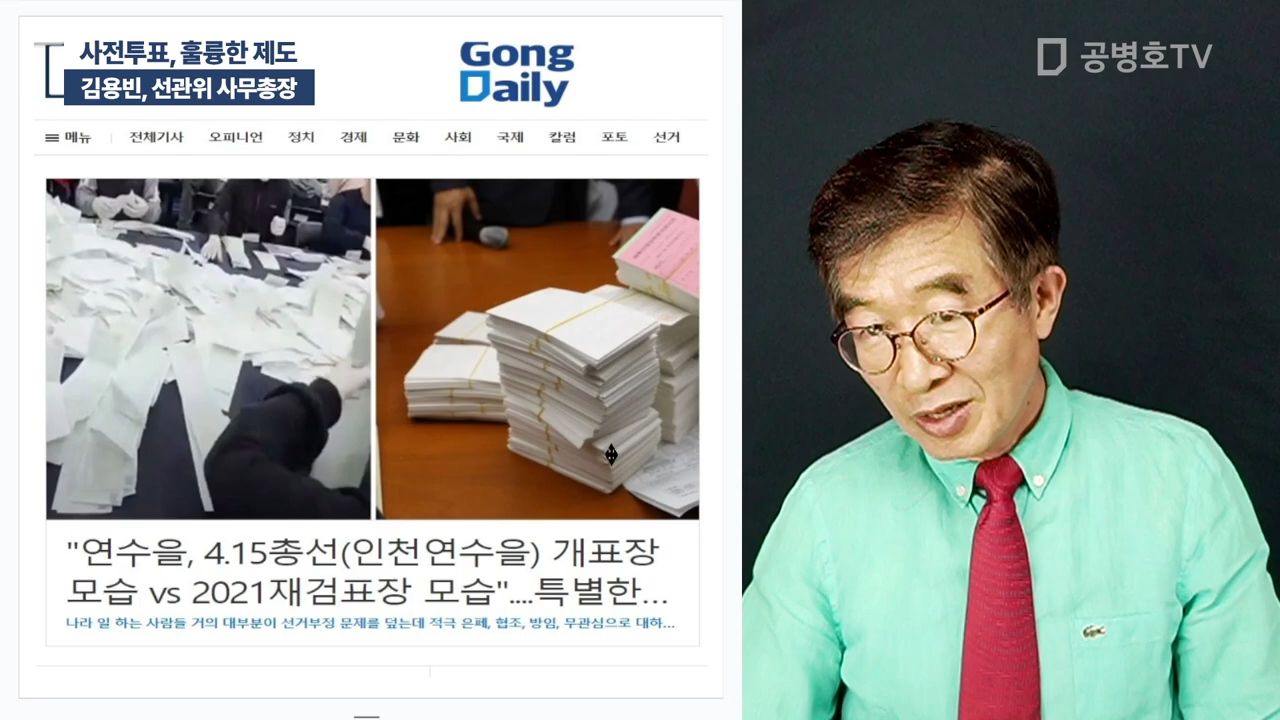 사전투표, 훌륭한 제도
김용빈, 선관위 사무총장
Gong
Daily
공병호TV
메뉴 전체기사 오피니언 정치 경제 문화 사회 국제 칼럼 포토 선거
"연수을, 4.15총선(인천연수을) 개표장
모습 vs 2021재검표장 모습"....특별한...
나라 일 하는 사람들 거의 대부분이 선거부정 문제를 덮는데 적극 은폐, 협조, 방임, 무관심으로 대하...